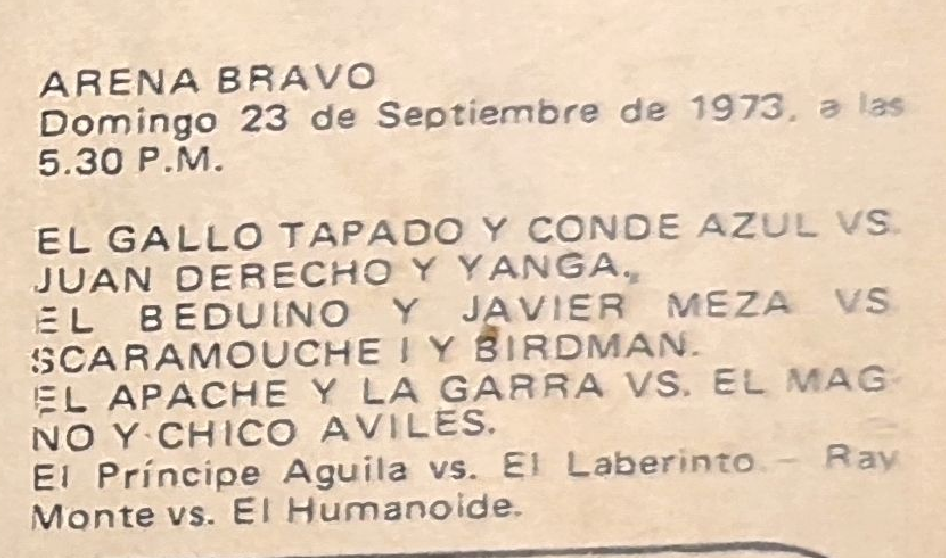 ARENA BRAVO
Domingo 23 de Septiembre de 1973, a las
5.30 P.M.
EL GALLO TAPADO Y CONDE AZUL VS.
JUAN DERECHO Y YANGA.,
EL BEDUINO Y JAVIER MEZA VS
SCARAMOUCHE I Y BIRDMAN.
EL APACHE Y LA GARRA VS. EL MAG-
NO Y CHICO AVILES.
El Príncipe Aguila vs. El Laberinto.- Ray
Monte vs. El Humanoide.